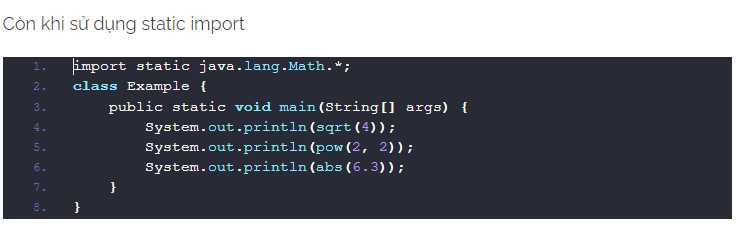 Còn khi sử dụng static import
1. import static java.lang.Math.*;
2. class Example {
3.     public static void main(String[] args) {
4.         System.out.println(sqrt(4));
5.         System.out.println(pow(2, 2));
6.         System.out.println(abs(6.3));
7.     }
8. }